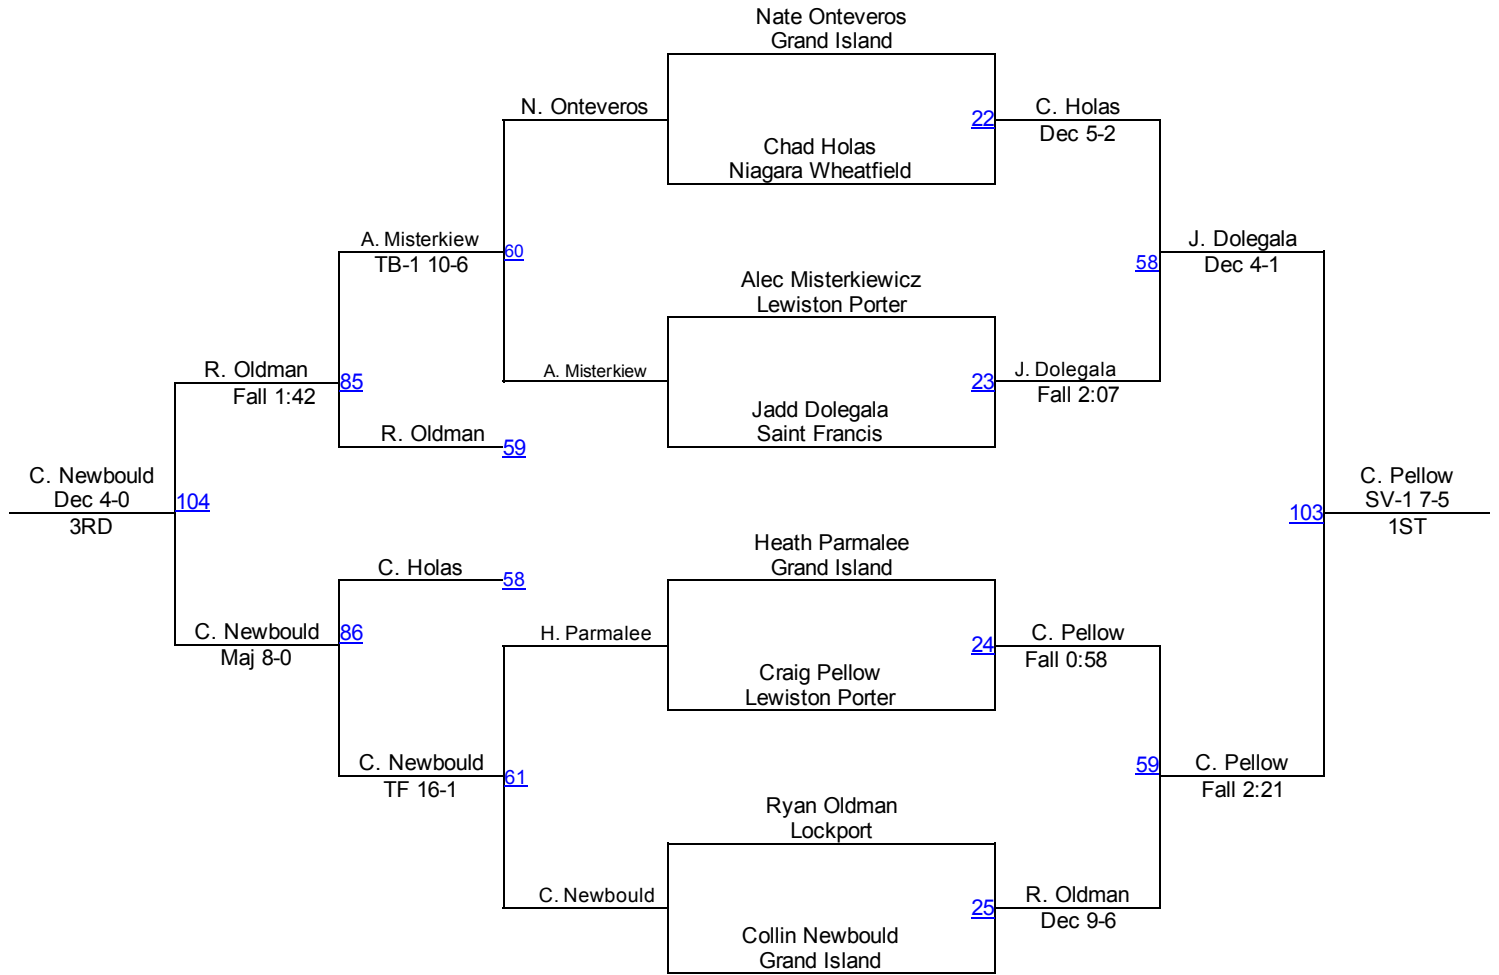 Nate Onteveros
Grand Island
N. Onteveros
22
C. Holas
Dec 5-2
Chad Holas
Niagara Wheatfield
A. Misterkiew
TB-1 10-6
60
J. Dolegala
Dec 4-1
58
Alec Misterkiewicz
Lewiston Porter
R. Oldman
Fall 1:42
85
A. Misterkiew
23
J. Dolegala
Fall 2:07
Jadd Dolegala
Saint Francis
R. Oldman
59
C. Newbould
Dec 4-0
3RD
104
C. Pellow
SV-1 7-5
1ST
103
Heath Parmalee
Grand Island
C. Holas
58
C. Newbould
Maj 8-0
86
H. Parmalee
24
C. Pellow
Fall 0:58
Craig Pellow
Lewiston Porter
C. Newbould
TF 16-1
61
59
C. Pellow
Fall 2:21
Ryan Oldman
Lockport
C. Newbould
25
R. Oldman
Dec 9-6
Collin Newbould
Grand Island